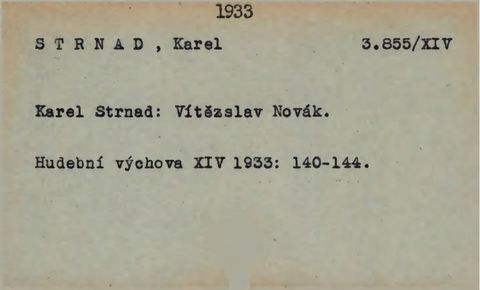 1933
S T R N A D , Karel 3.855/XIV
Karel Strnad: Vítězslav Novák.
Hudební výchova XIV 1933: 140-144.